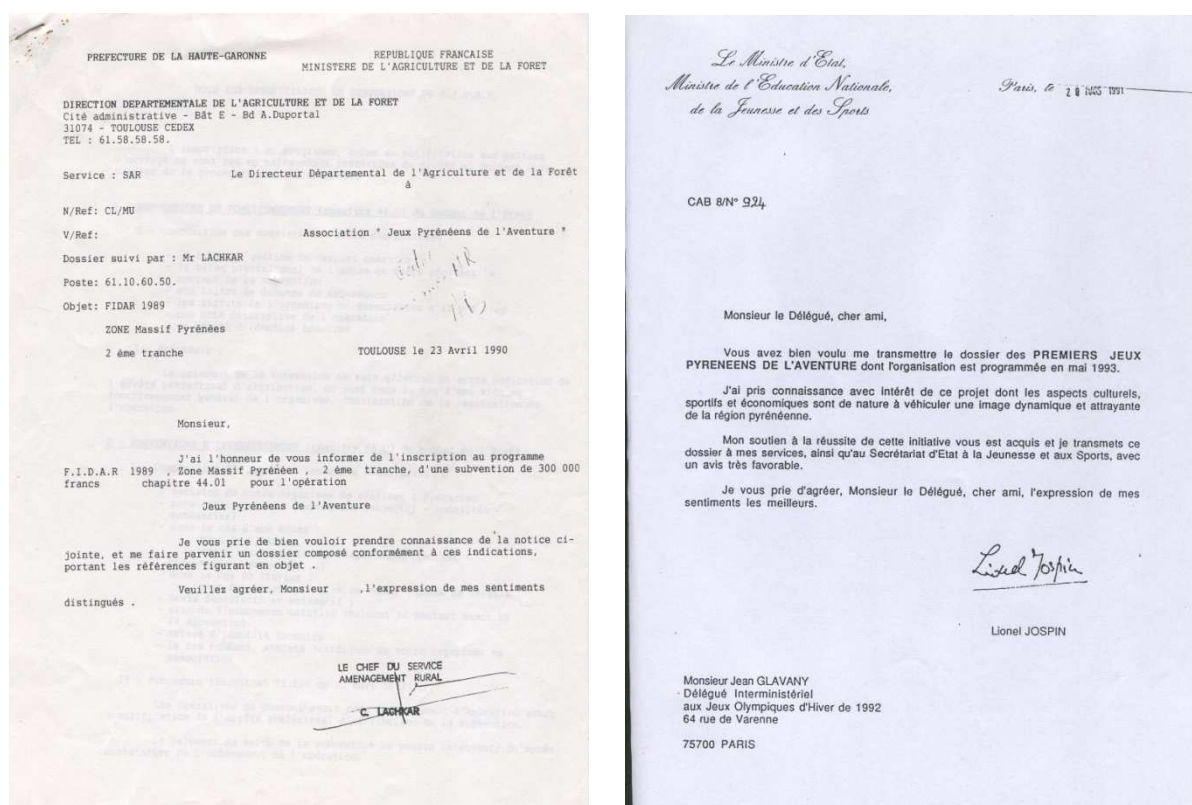 PREFECTURE DE LA HAUTE-GARONNE
REPUBLIQUE FRANCAISE
MINISTERE DE L'AGRICULTURE ET DE LA FORET
DIRECTION DEPARTEMENTALE DE L'AGRICULTURE ET DE LA FORET
Cité administrative - Bât E - Bd A.Duportal
31074 - TOULOUSE CEDEX
TEL : 61.58.58.58.
Service : SAR
Le Directeur Départemental de l'Agriculture et de la Forêt
à
N/Ref: CL/MU
V/Ref:
Association " Jeux Pyrénéens de l'Aventure "
Dossier suivi par : Mr LACHKAR
Poste: 61.10.60.50.
Objet: FIDAR 1989
ZONE Massif Pyrénées
2 ème tranche
TOULOUSE le 23 Avril 1990
Monsieur,
J'ai l'honneur de vous informer de l'inscription au programme
F.I.D.A.R 1989 , Zone Massif Pyrénéen , 2 ème tranche, d'une subvention de 300 000
francs chapitre 44.01 pour l'opération
Jeux Pyrénéens de l'Aventure
Je vous prie de bien vouloir prendre connaissance de la notice ci-
jointe, et me faire parvenir un dossier composé conformément à ces indications,
portant les références figurant en objet .
Veuillez agréer, Monsieur ,l'expression de mes sentiments
distingués .
LE CHEF DU SERVICE
AMENAGEMENT RURAL
C. LACHKAR
Le Ministre d'Etat,
Ministre de l'Education Nationale,
de la Jeunesse et des Sports
Paris, le 20 MARS 1991
CAB 8/N° 924
Monsieur le Délégué, cher ami,
Vous avez bien voulu me transmettre le dossier des PREMIERS JEUX
PYRENEENS DE L'AVENTURE dont l'organisation est programmée en mai 1993.
J'ai pris connaissance avec intérêt de ce projet dont les aspects culturels,
sportifs et économiques sont de nature à véhiculer une image dynamique et attrayante
de la région pyrénéenne.
Mon soutien à la réussite de cette initiative vous est acquis et je transmets ce
dossier à mes services, ainsi qu'au Secrétariat d'Etat à la Jeunesse et aux Sports, avec
un avis très favorable.
Je vous prie d'agréer, Monsieur le Délégué, cher ami, l'expression de mes
sentiments les meilleurs.
Lionel Jospin
Lionel JOSPIN
Monsieur Jean GLAVANY
Délégué Interministériel
aux Jeux Olympiques d'Hiver de 1992
64 rue de Varenne
75700 PARIS